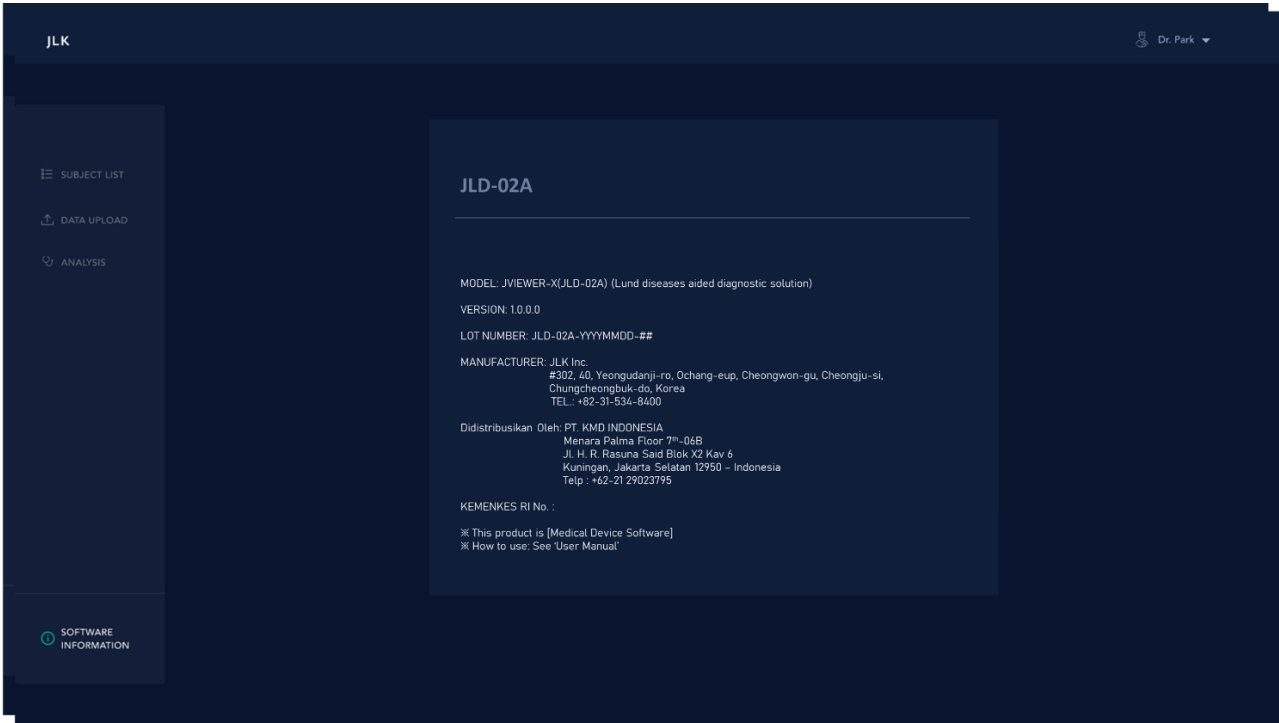 JLK
Dr. Park
SUBJECT LIST
DATA UPLOAD
ANALYSIS
SOFTWARE
INFORMATION
JLD-02A
MODEL: JVIEWER-X(JLD-02A) (Lund diseases aided diagnostic solution)
VERSION: 1.0.0.0
LOT NUMBER: JLD-02A-YYYYMMDD-##
MANUFACTURER: JLK Inc.
#302, 40, Yeongudanji-ro, Ochang-eup, Cheongwon-gu, Cheongju-si,
Chungcheongbuk-do, Korea
TEL.: +82-31-534-8400
Didistribusikan Oleh: PT. KMD INDONESIA
Menara Palma Floor 7th-06B
Jl. H. R. Rasuna Said Blok X2 Kav 6
Kuningan, Jakarta Selatan 12950 – Indonesia
Telp : +62-21 29023795
KEMENKES RI No. :
※ This product is [Medical Device Software]
※ How to use: See ‘User Manual’